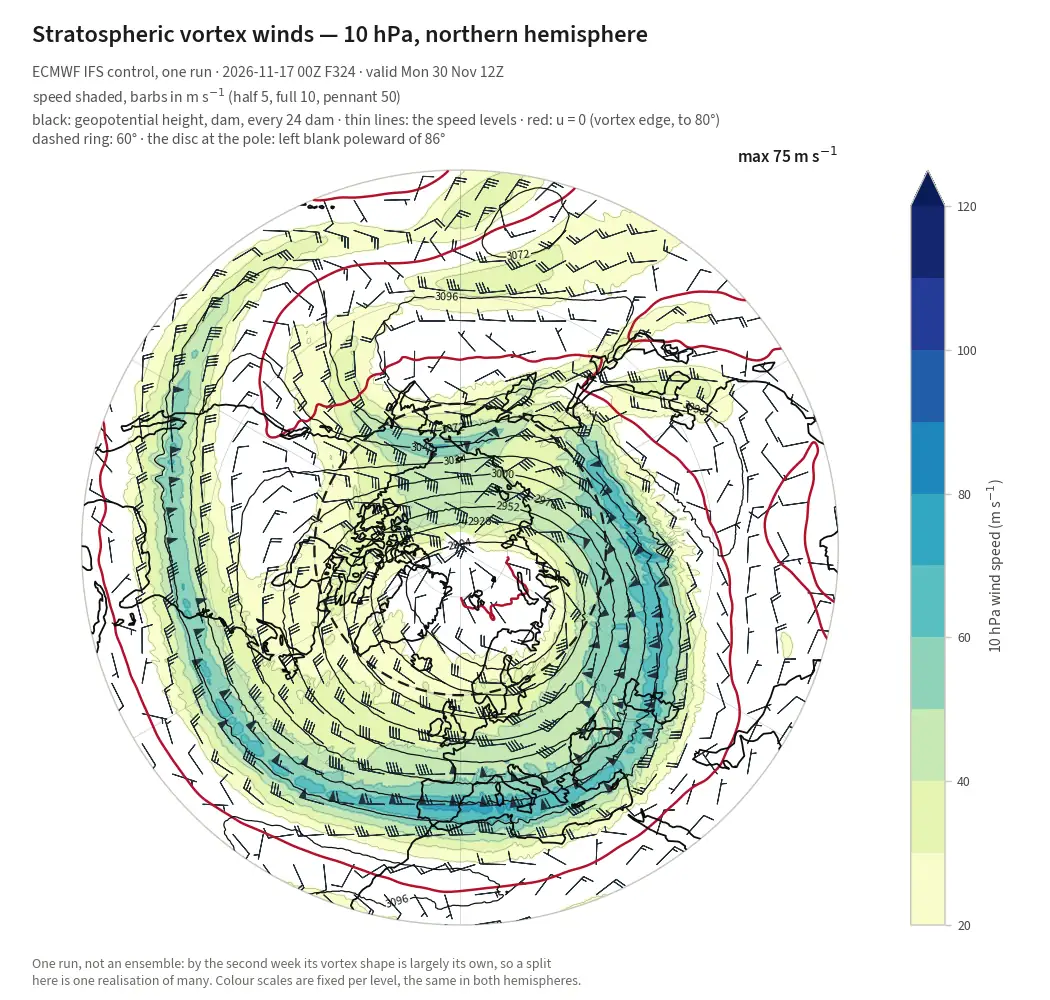 Stratospheric vortex winds — 10 hPa, northern hemisphere
ECMWF IFS control, one run · 2026-11-17 00Z F324 · valid Mon 30 Nov 12Z
speed shaded, barbs in m s⁻¹ (half 5, full 10, pennant 50)
black: geopotential height, dam, every 24 dam · thin lines: the speed levels · red: u = 0 (vortex edge, to 80°)
dashed ring: 60° · the disc at the pole: left blank poleward of 86°
max 75 m s⁻¹
3072
3096
3000
2952
2928
3096
120
100
80
60
40
20
10 hPa wind speed (m s⁻¹)
One run, not an ensemble: by the second week its vortex shape is largely its own, so a split
here is one realisation of many. Colour scales are fixed per level, the same in both hemispheres.